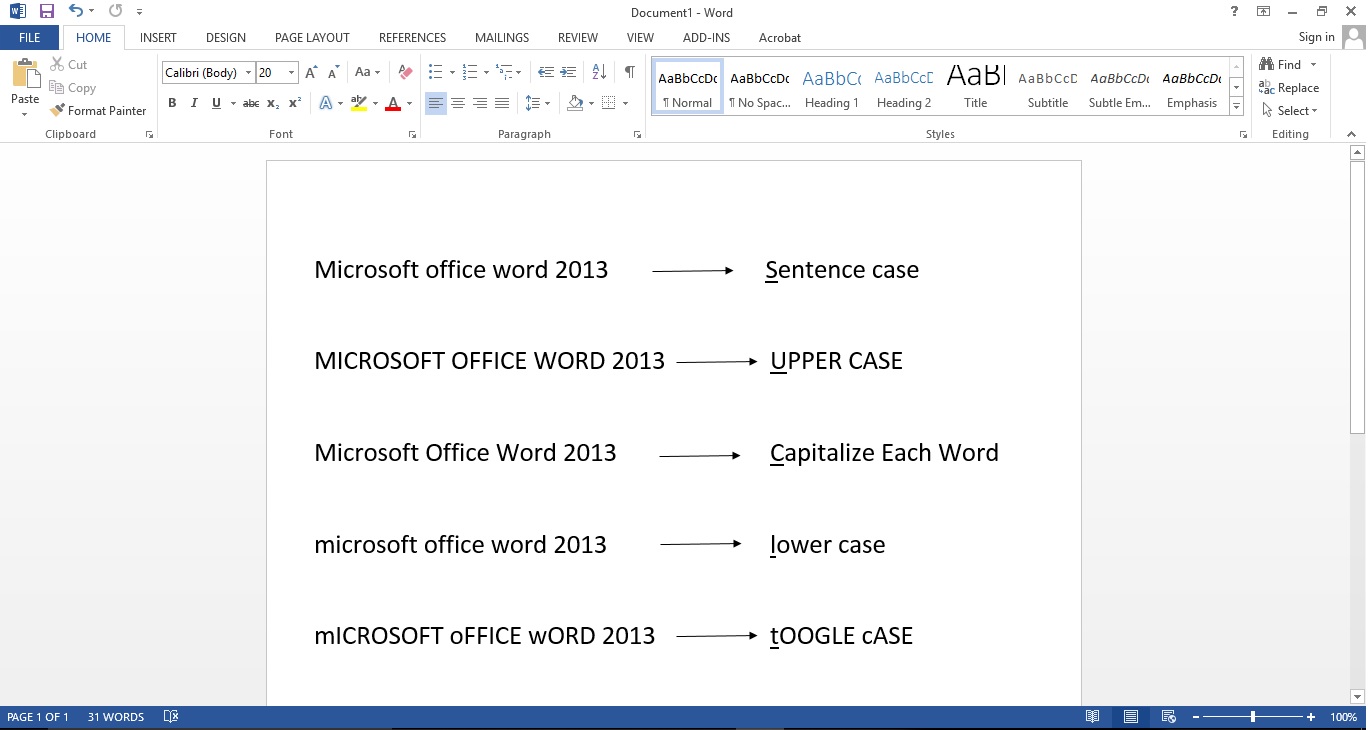 Document1 - Word
Sign in
FILE HOME INSERT DESIGN PAGE LAYOUT REFERENCES MAILINGS REVIEW VIEW ADD-INS Acrobat
Paste
Cut
Copy
Format Painter
Clipboard
Calibri (Body) 20
Aa
B I U abc x₂ x²
Font
Paragraph
AaBbCcDc AaBbCcDc AaBbCc AaBbCcD AaB AaBbCcD AaBbCcDc AaBbCcDc
¶ Normal ¶ No Spac... Heading 1 Heading 2 Title Subtitle Subtle Em... Emphasis
Styles
Find
Replace
Select
Editing
Microsoft office word 2013 Sentence case
MICROSOFT OFFICE WORD 2013 UPPER CASE
Microsoft Office Word 2013 Capitalize Each Word
microsoft office word 2013 lower case
mICROSOFT oFFICE wORD 2013 tOOGLE cASE
PAGE 1 OF 1 31 WORDS 100%